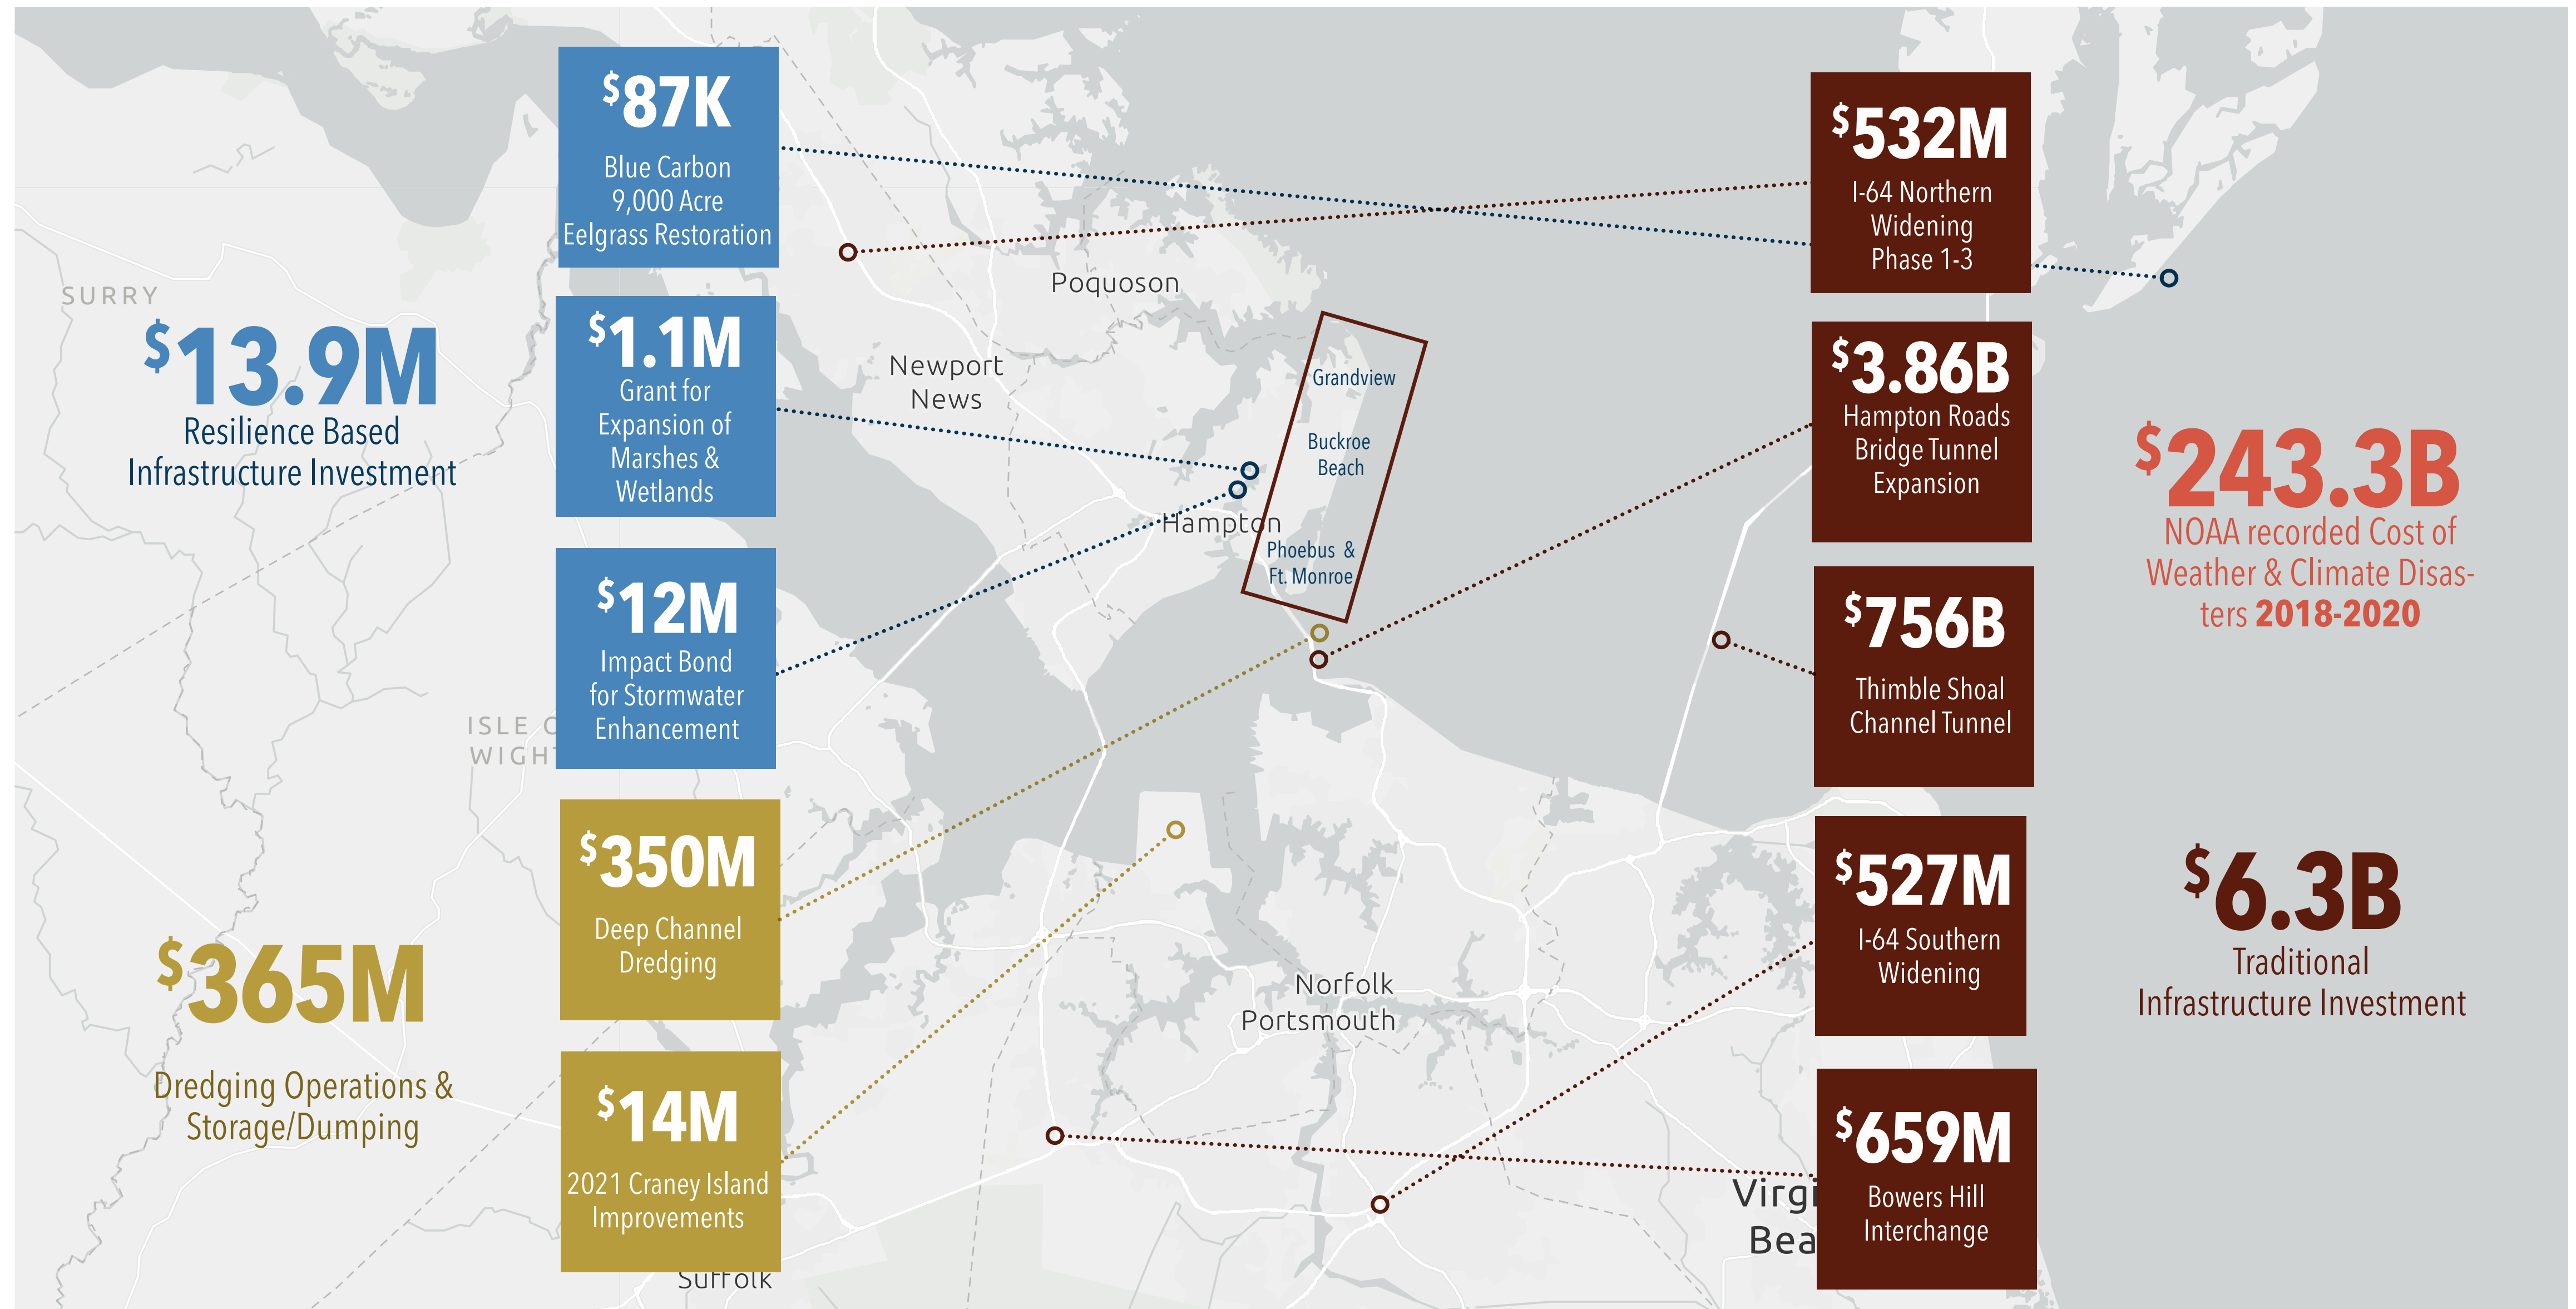 SURRY
$13.9M
Resilience Based
Infrastructure Investment
$365M
Dredging Operations &
Storage/Dumping
$87K
Blue Carbon
9,000 Acre
Eelgrass Restoration
$1.1M
Grant for
Expansion of
Marshes &
Wetlands
$12M
Impact Bond
for Stormwater
Enhancement
ISLE O
WIGHT
$350M
Deep Channel
Dredging
$14M
2021 Craney Island
Improvements
Suffolk
Poquoson
Newport
News
Grandview
Buckroe
Beach
Hampton
Phoebus &
Ft. Monroe
Norfolk
Portsmouth
Virgi
Bea
$532M
I-64 Northern
Widening
Phase 1-3
$3.86B
Hampton Roads
Bridge Tunnel
Expansion
$756B
Thimble Shoal
Channel Tunnel
$527M
I-64 Southern
Widening
$659M
Bowers Hill
Interchange
$243.3B
NOAA recorded Cost of
Weather & Climate Disas-
ters 2018-2020
$6.3B
Traditional
Infrastructure Investment